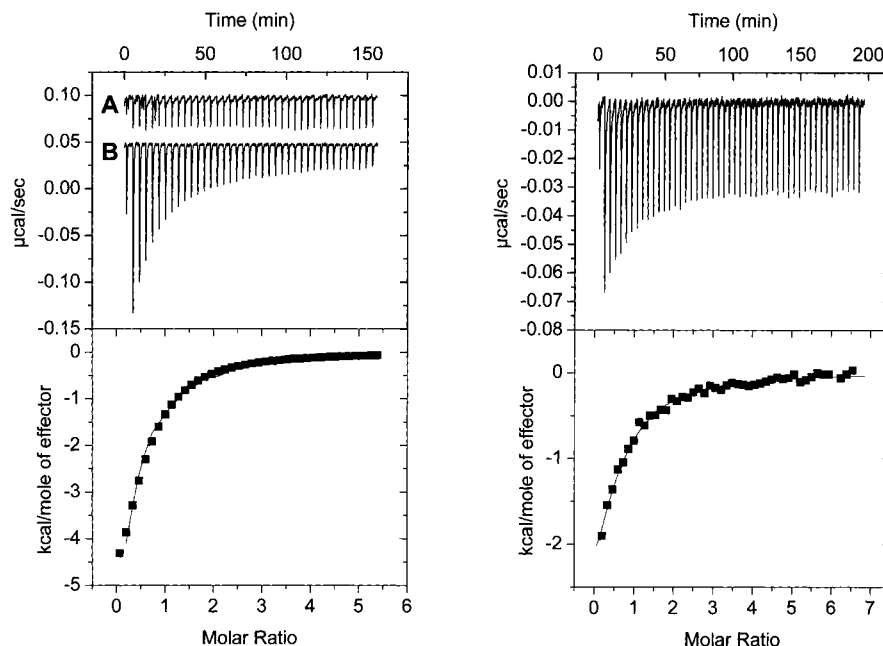 Time (min)
0 50 100 150
A
B
0.10
0.05
0.00
-0.05
-0.10
-0.15
µcal/sec
0
-1
-2
-3
-4
-5
kcal/mole of effector
0 1 2 3 4 5 6
Molar Ratio
Time (min)
0 25 50 75 100 125 150 175 200
0.01
0.00
-0.01
-0.02
-0.03
-0.04
-0.05
-0.06
-0.07
-0.08
µcal/sec
0
-1
-2
kcal/mole of effector
0 1 2 3 4 5 6 7
Molar Ratio